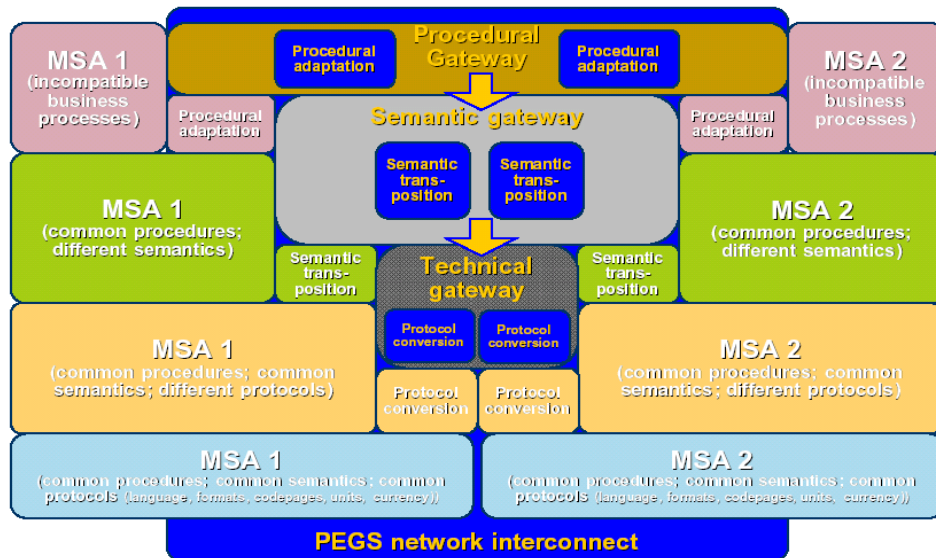 Procedural
Gateway
Procedural
adaptation
Procedural
adaptation
MSA 1
(incompatible
business
processes)
MSA 2
(incompatible
business
processes)
Procedural
adaptation
Procedural
adaptation
Semantic gateway
Semantic
trans-
position
Semantic
trans-
position
MSA 1
(common procedures;
different semantics)
MSA 2
(common procedures;
different semantics)
Semantic
trans-
position
Semantic
trans-
position
Technical
gateway
Protocol
conversion
Protocol
conversion
MSA 1
(common procedures; common
semantics; different protocols)
MSA 2
(common procedures; common
semantics; different protocols)
Protocol
conversion
Protocol
conversion
MSA 1
(common procedures; common semantics; common
protocols (language, formats, codepages, units, currency))
MSA 2
(common procedures; common semantics; common
protocols (language, formats, codepages, units, currency))
PEGS network interconnect